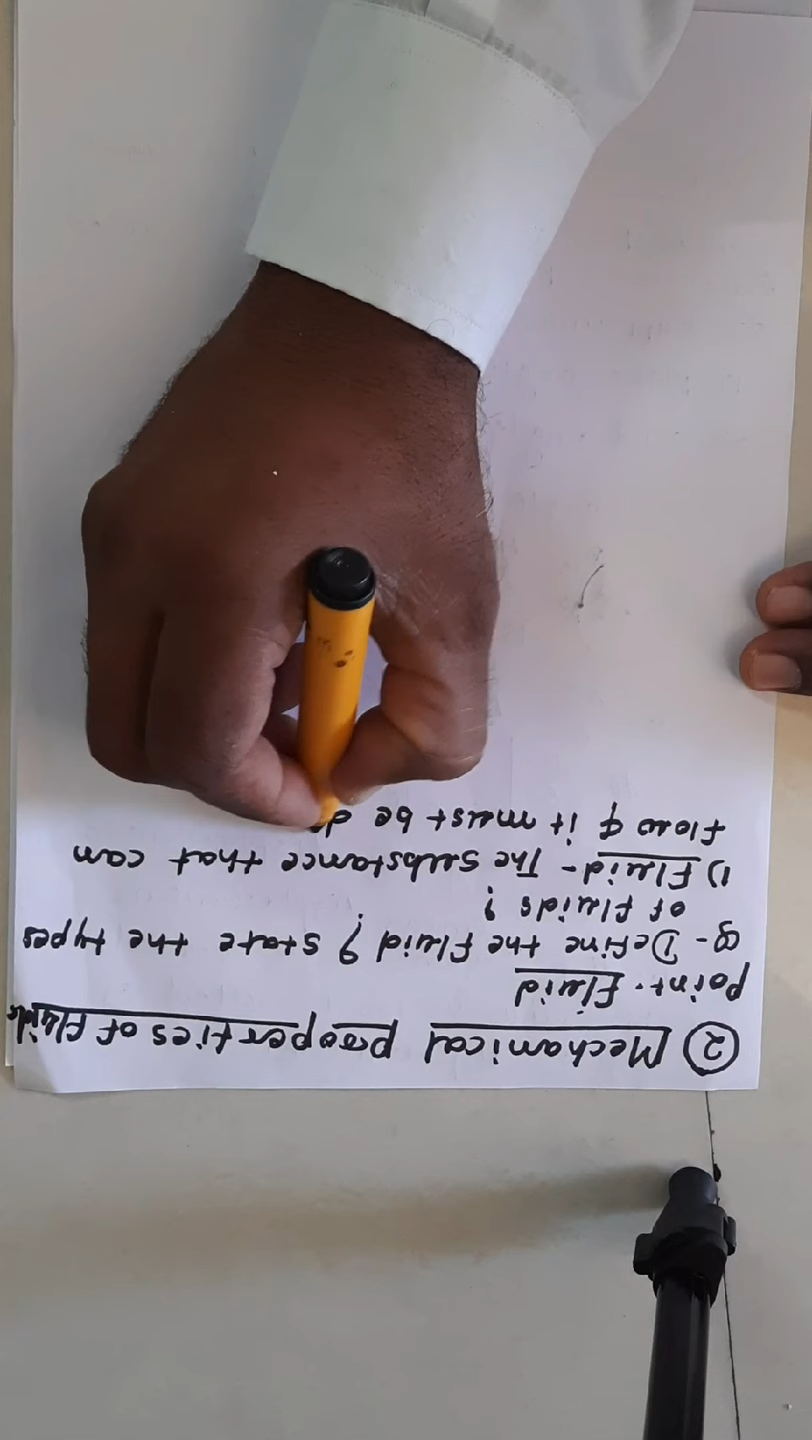 ② Mechanical properties of fluids
point. fluid
Q- Define the fluid? state the types
of fluids?
1) Fluid - The substance that can
flow & it must be